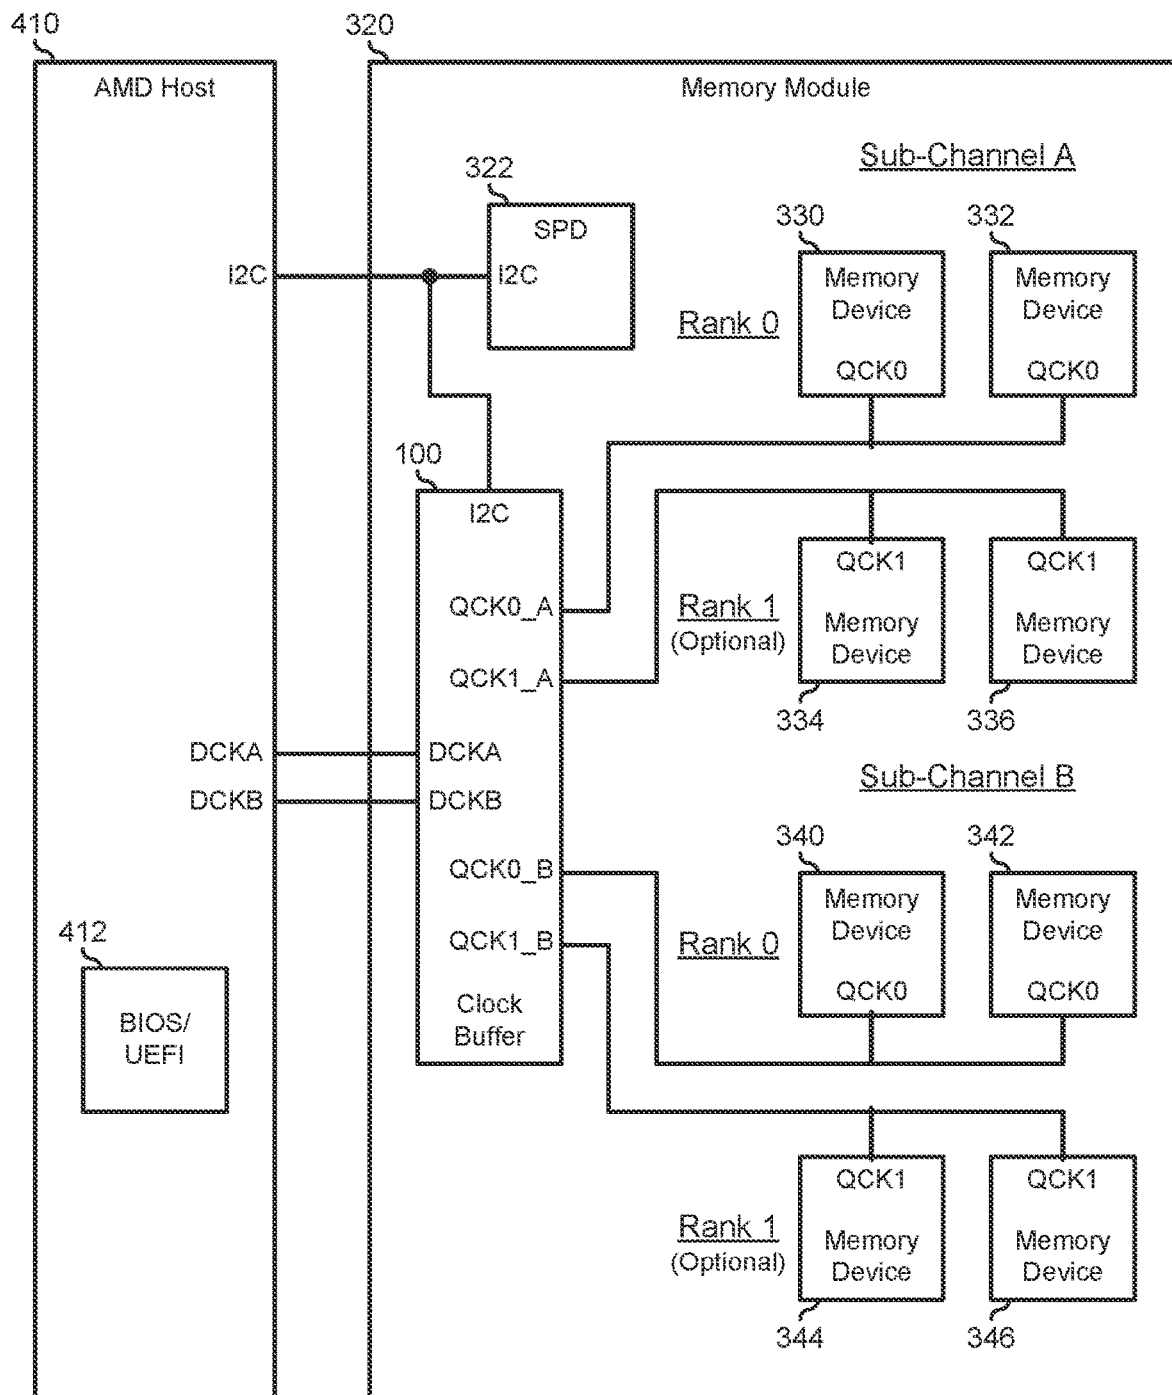 410
320
AMD Host
Memory Module
Sub-Channel A
322
SPD
I2C
I2C
330
332
Memory
Device
QCK0
Memory
Device
QCK0
Rank 0
100
I2C
QCK0_A
QCK1_A
DCKA
DCKB
DCKA
DCKB
QCK0_B
QCK1_B
Clock
Buffer
Rank 1
(Optional)
QCK1
Memory
Device
QCK1
Memory
Device
334
336
Sub-Channel B
340
342
Memory
Device
QCK0
Memory
Device
QCK0
Rank 0
412
BIOS/
UEFI
Rank 1
(Optional)
QCK1
Memory
Device
QCK1
Memory
Device
344
346